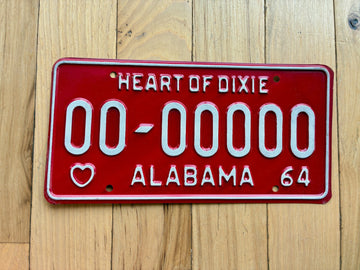 HEART OF DIXIE
00-00000
ALABAMA 64